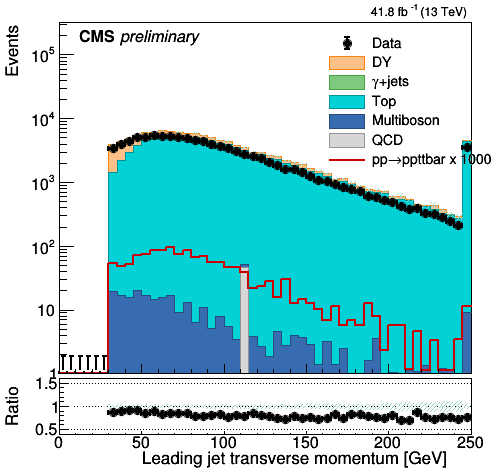 41.8 fb⁻¹ (13 TeV)
CMS preliminary
Data
DY
γ+jets
Top
Multiboson
QCD
pp→ppttbar x 1000
Events
10⁵
10⁴
10³
10²
10
1
Ratio
1.5
1
0.5
0 50 100 150 200 250
Leading jet transverse momentum [GeV]